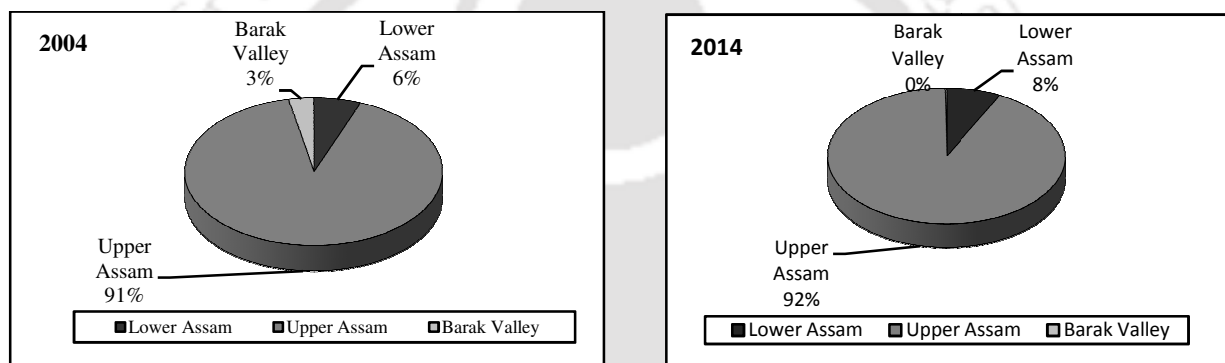 2004
Barak
Valley
3%
Lower
Assam
6%
Upper
Assam
91%
Lower Assam Upper Assam Barak Valley
2014
Barak
Valley
0%
Lower
Assam
8%
Upper
Assam
92%
Lower Assam Upper Assam Barak Valley